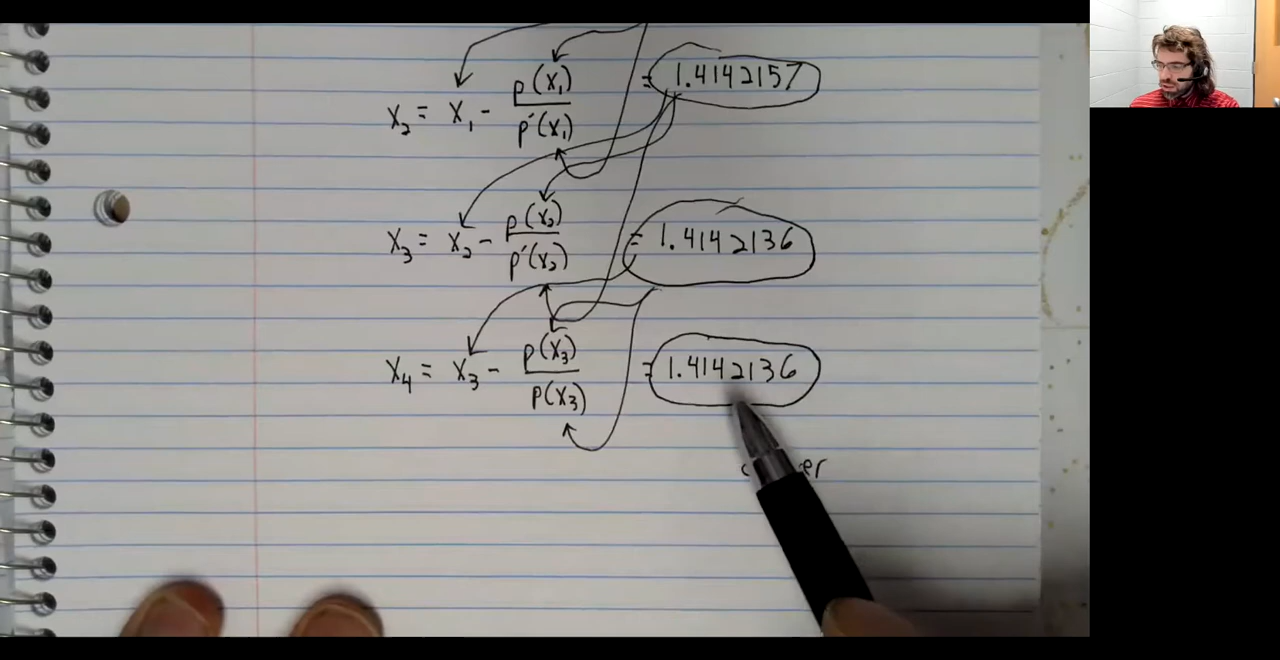 x₂ = x₁ - p(x₁)/p'(x₁) = 1.4142157
x₃ = x₂ - p(x₂)/p'(x₂) = 1.4142136
x₄ = x₃ - p(x₃)/p(x₃) = 1.4142136